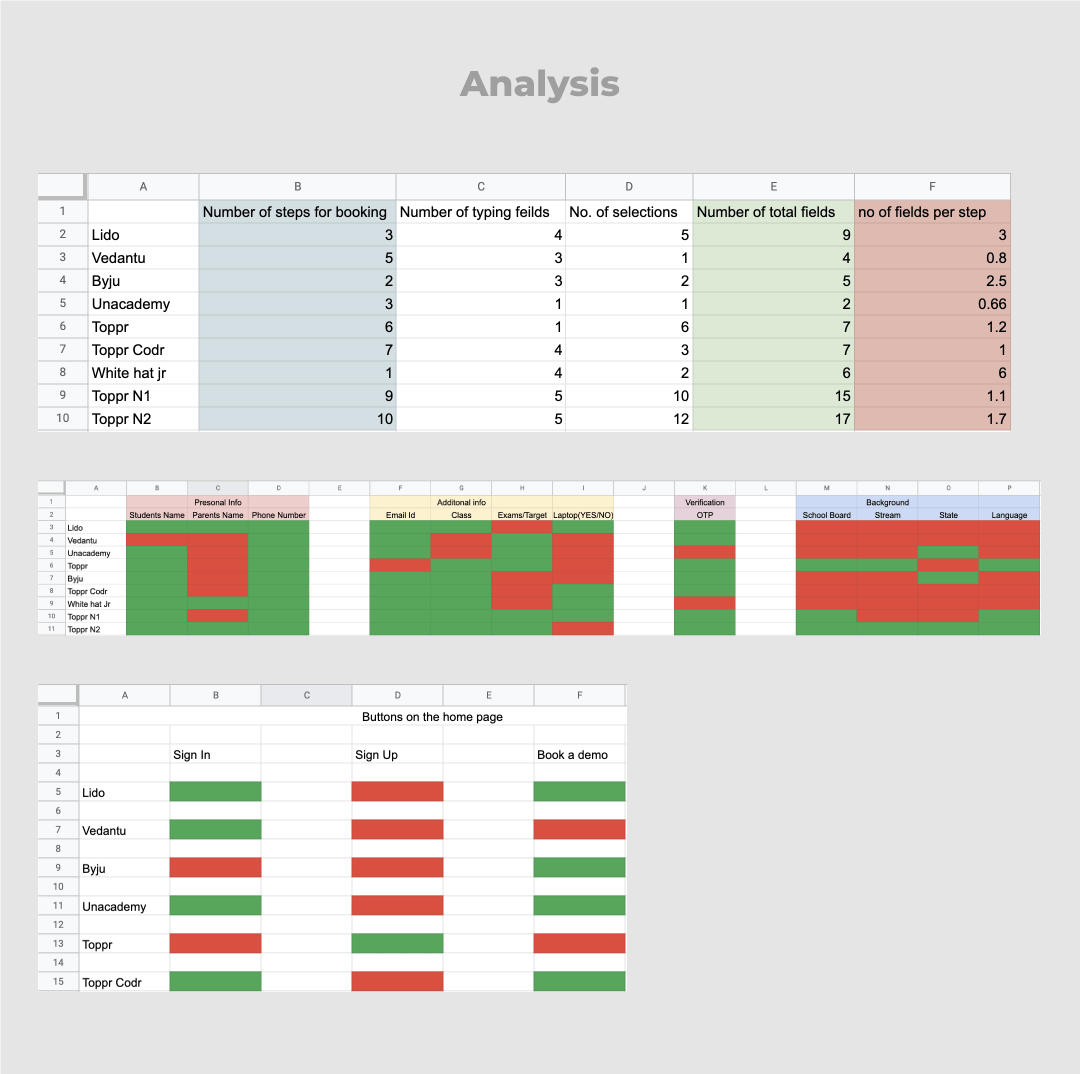 Analysis
A B C D E F
1 Number of steps for booking Number of typing feilds No. of selections Number of total fields no of fields per step
2 Lido 3 4 5 9 3
3 Vedantu 5 3 1 4 0.8
4 Byju 2 3 2 5 2.5
5 Unacademy 3 1 1 2 0.66
6 Toppr 6 1 6 7 1.2
7 Toppr Codr 7 4 3 7 1
8 White hat jr 1 4 2 6 6
9 Toppr N1 9 5 10 15 1.1
10 Toppr N2 10 5 12 17 1.7
A B C D E F G H I J K L M N O P
1 Presonal Info Additonal info Verification Background
2 Students Name Parents Name Phone Number Email Id Class Exams/Target Laptop(YES/NO) OTP School Board Stream State Language
3 Lido
4 Vedantu
5 Unacademy
6 Toppr
7 Byju
8 Toppr Codr
9 White hat Jr
10 Toppr N1
11 Toppr N2
A B C D E F
1 Buttons on the home page
2
3 Sign In Sign Up Book a demo
4
5 Lido
6
7 Vedantu
8
9 Byju
10
11 Unacademy
12
13 Toppr
14
15 Toppr Codr